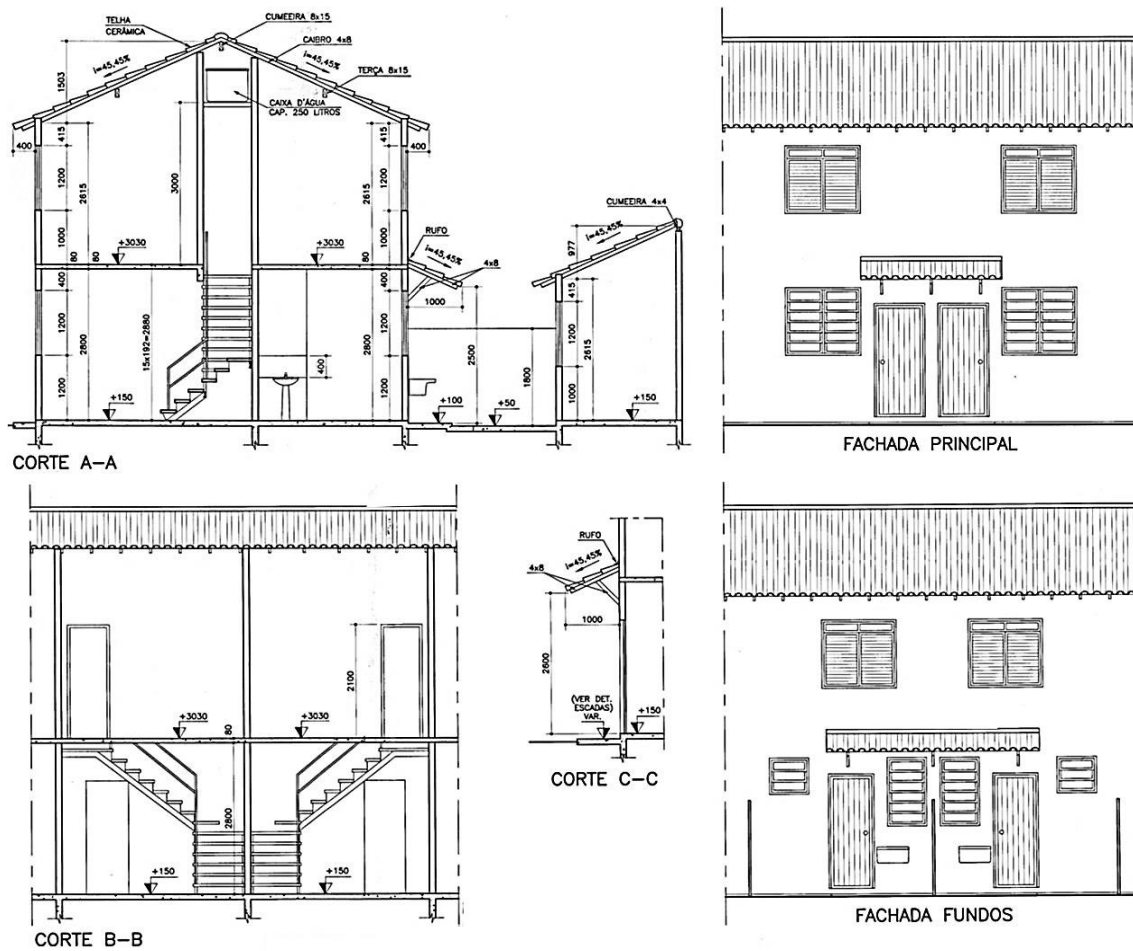 TELHA
CERÂMICA
CUMEEIRA 8x15
CAIBRO 4x8
i=45,45%
i=45,45%
TERÇA 8x15
1503
CAIXA D'ÁGUA
CAP. 250 LITROS
400
415
1200
2615
1000
3000
2615
415
1200
1000
400
80
80
+3030
+3030
RUFO
i=45,45%
4x8
1000
CUMEEIRA 4x4
i=45,45%
977
400
1200
1200
2800
15x192=2880
400
1200
1200
2800
400
2500
1800
415
1200
1000
2615
+150
+100
+50
+150
CORTE A–A
FACHADA PRINCIPAL
2100
+3030
+3030
80
2800
+150
+150
CORTE B–B
RUFO
i=45,45%
4x8
1000
2600
(VER DET.
ESCADAS)
VAR.
+150
CORTE C–C
FACHADA FUNDOS